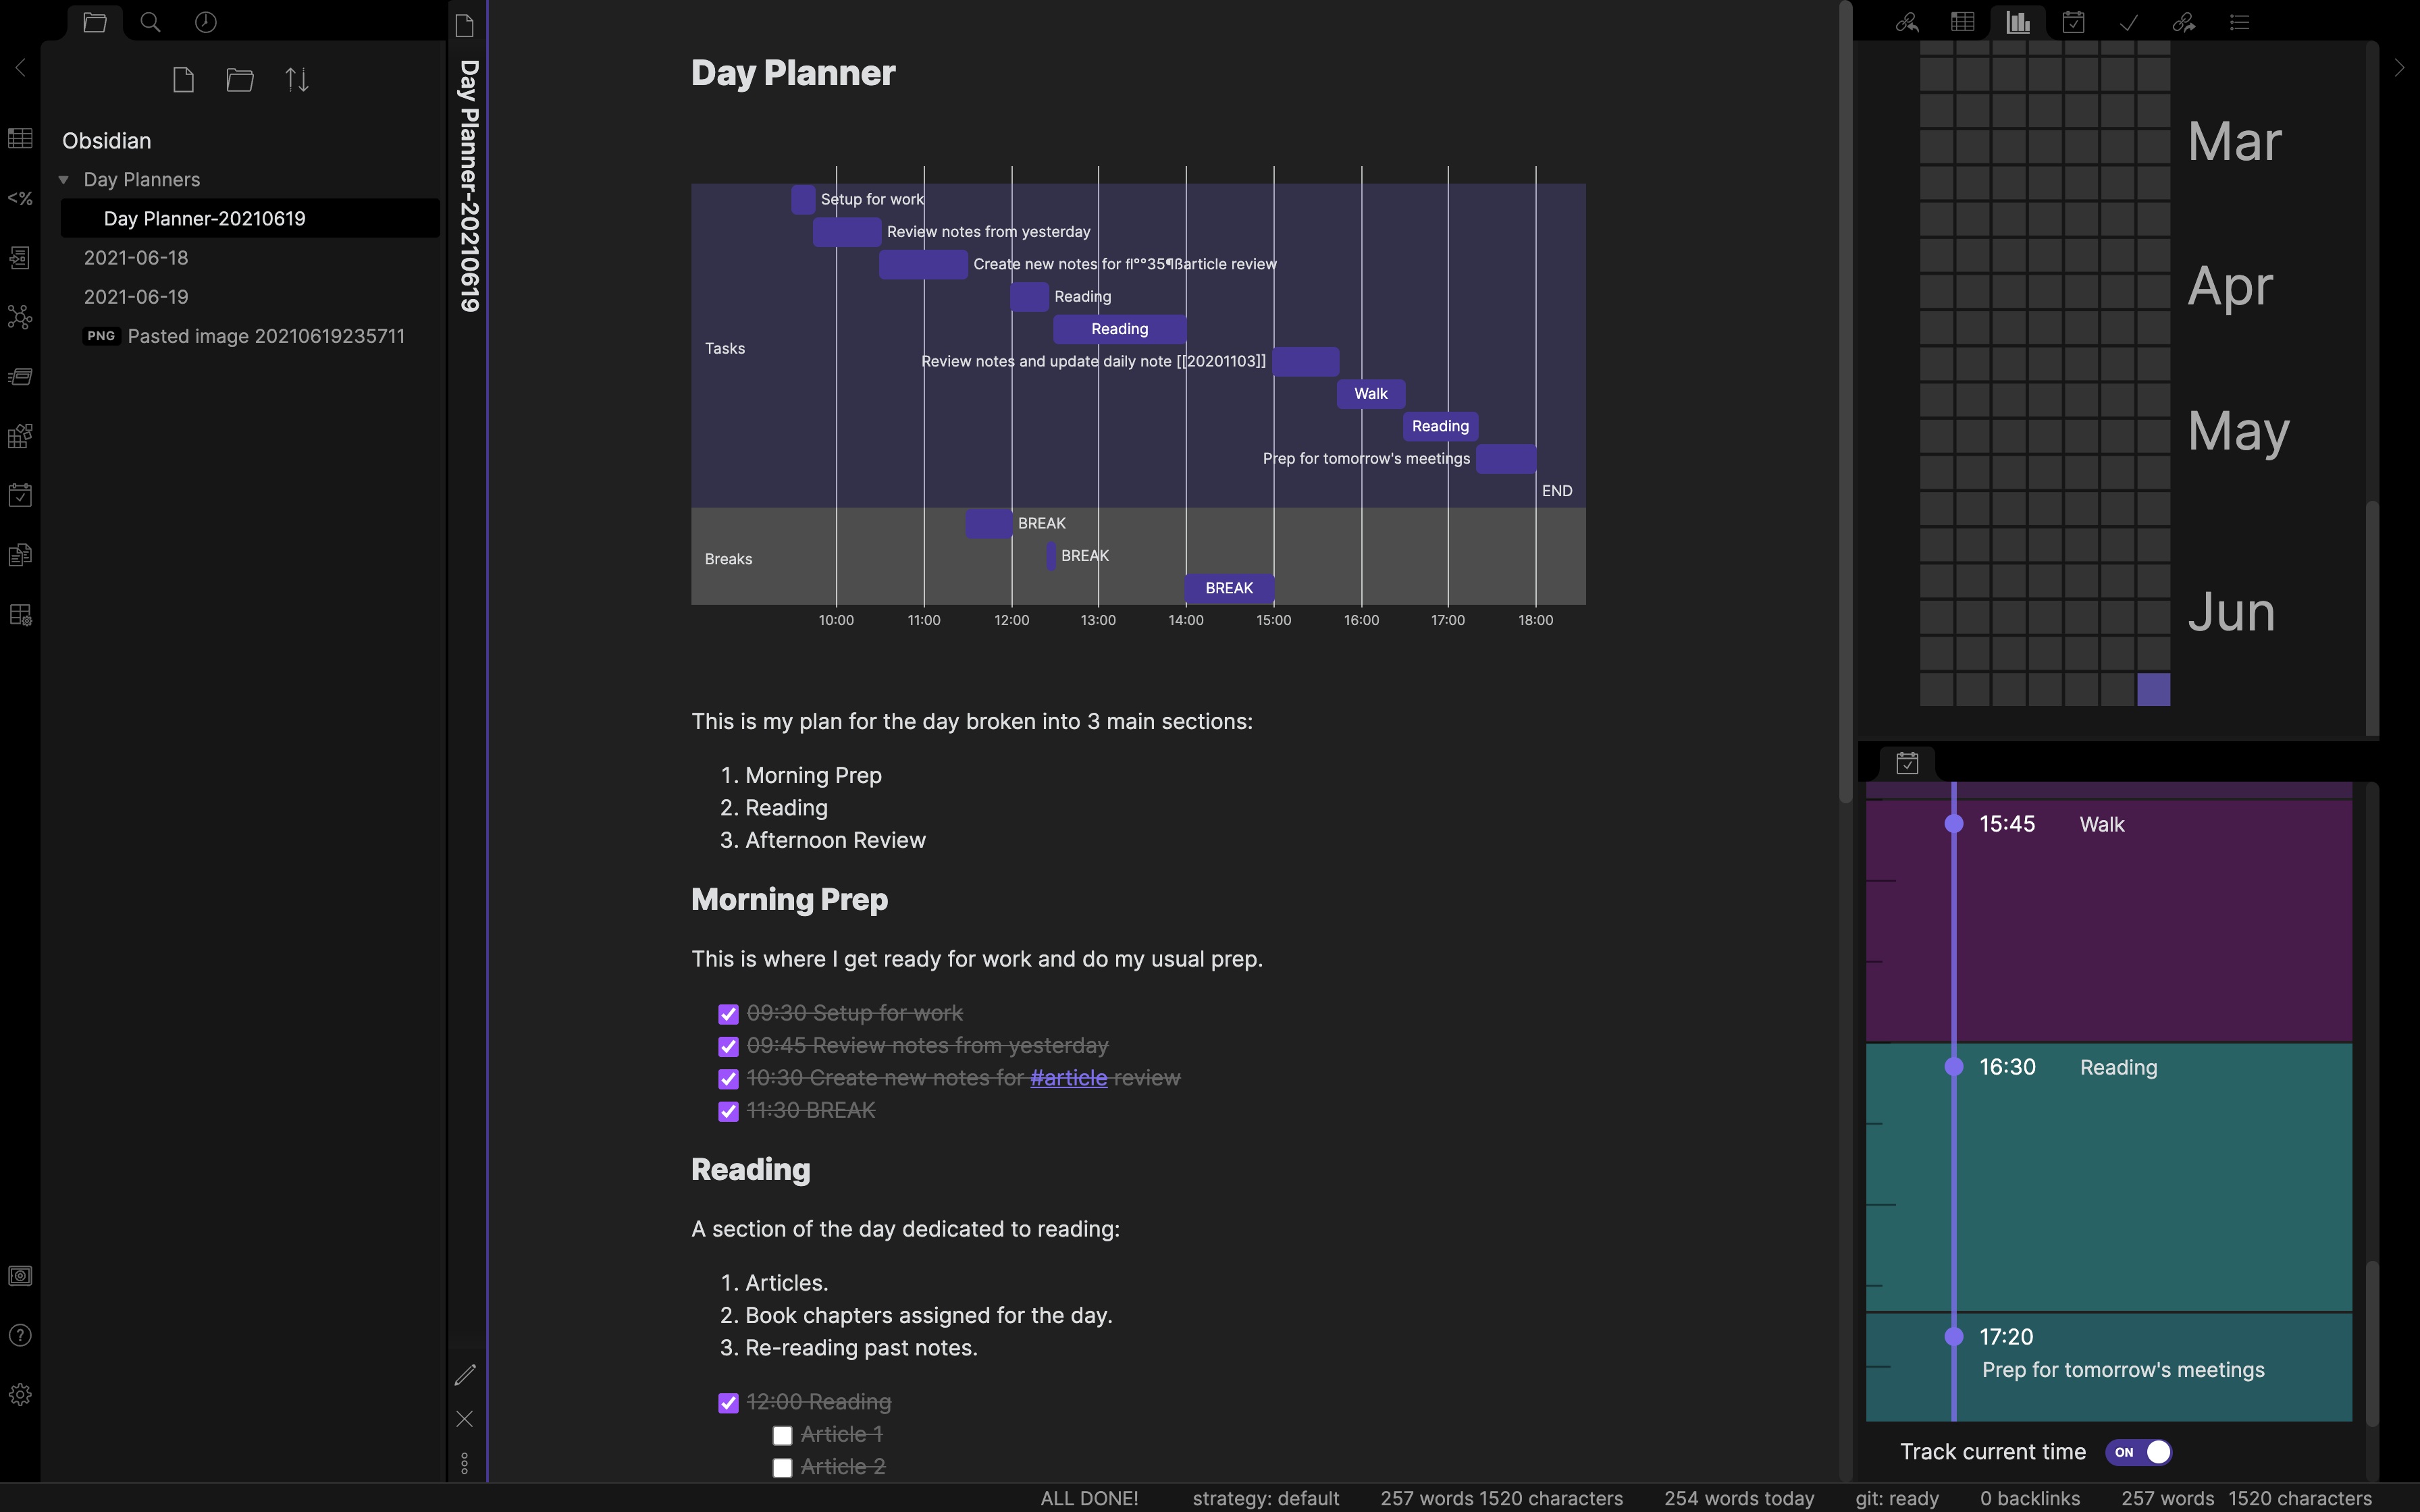 Obsidian
Day Planners
Day Planner-20210619
2021-06-18
2021-06-19
PNG Pasted image 20210619235711
Day Planner-20210619
Day Planner
Setup for work
Review notes from yesterday
Create new notes for fl°°35¶ßarticle review
Reading
Reading
Tasks
Review notes and update daily note [[20201103]]
Walk
Reading
Prep for tomorrow's meetings
END
BREAK
Breaks
BREAK
BREAK
10:00 11:00 12:00 13:00 14:00 15:00 16:00 17:00 18:00
This is my plan for the day broken into 3 main sections:
1. Morning Prep
2. Reading
3. Afternoon Review
Morning Prep
This is where I get ready for work and do my usual prep.
09:30 Setup for work
09:45 Review notes from yesterday
10:30 Create new notes for #article review
11:30 BREAK
Reading
A section of the day dedicated to reading:
1. Articles.
2. Book chapters assigned for the day.
3. Re-reading past notes.
12:00 Reading
Article 1
Article 2
Mar
Apr
May
Jun
15:45 Walk
16:30 Reading
17:20
Prep for tomorrow's meetings
Track current time ON
ALL DONE! strategy: default 257 words 1520 characters 254 words today git: ready 0 backlinks 257 words 1520 characters